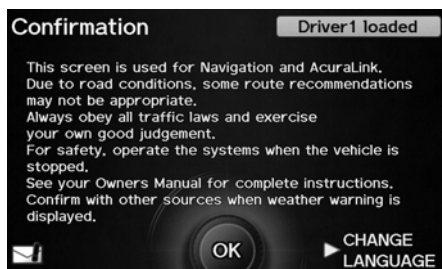 Confirmation
Driver1 loaded
This screen is used for Navigation and AcuraLink.
Due to road conditions, some route recommendations
may not be appropriate.
Always obey all traffic laws and exercise
your own good judgement.
For safety, operate the systems when the vehicle is
stopped.
See your Owners Manual for complete instructions.
Confirm with other sources when weather warning is
displayed.
OK
CHANGE
LANGUAGE